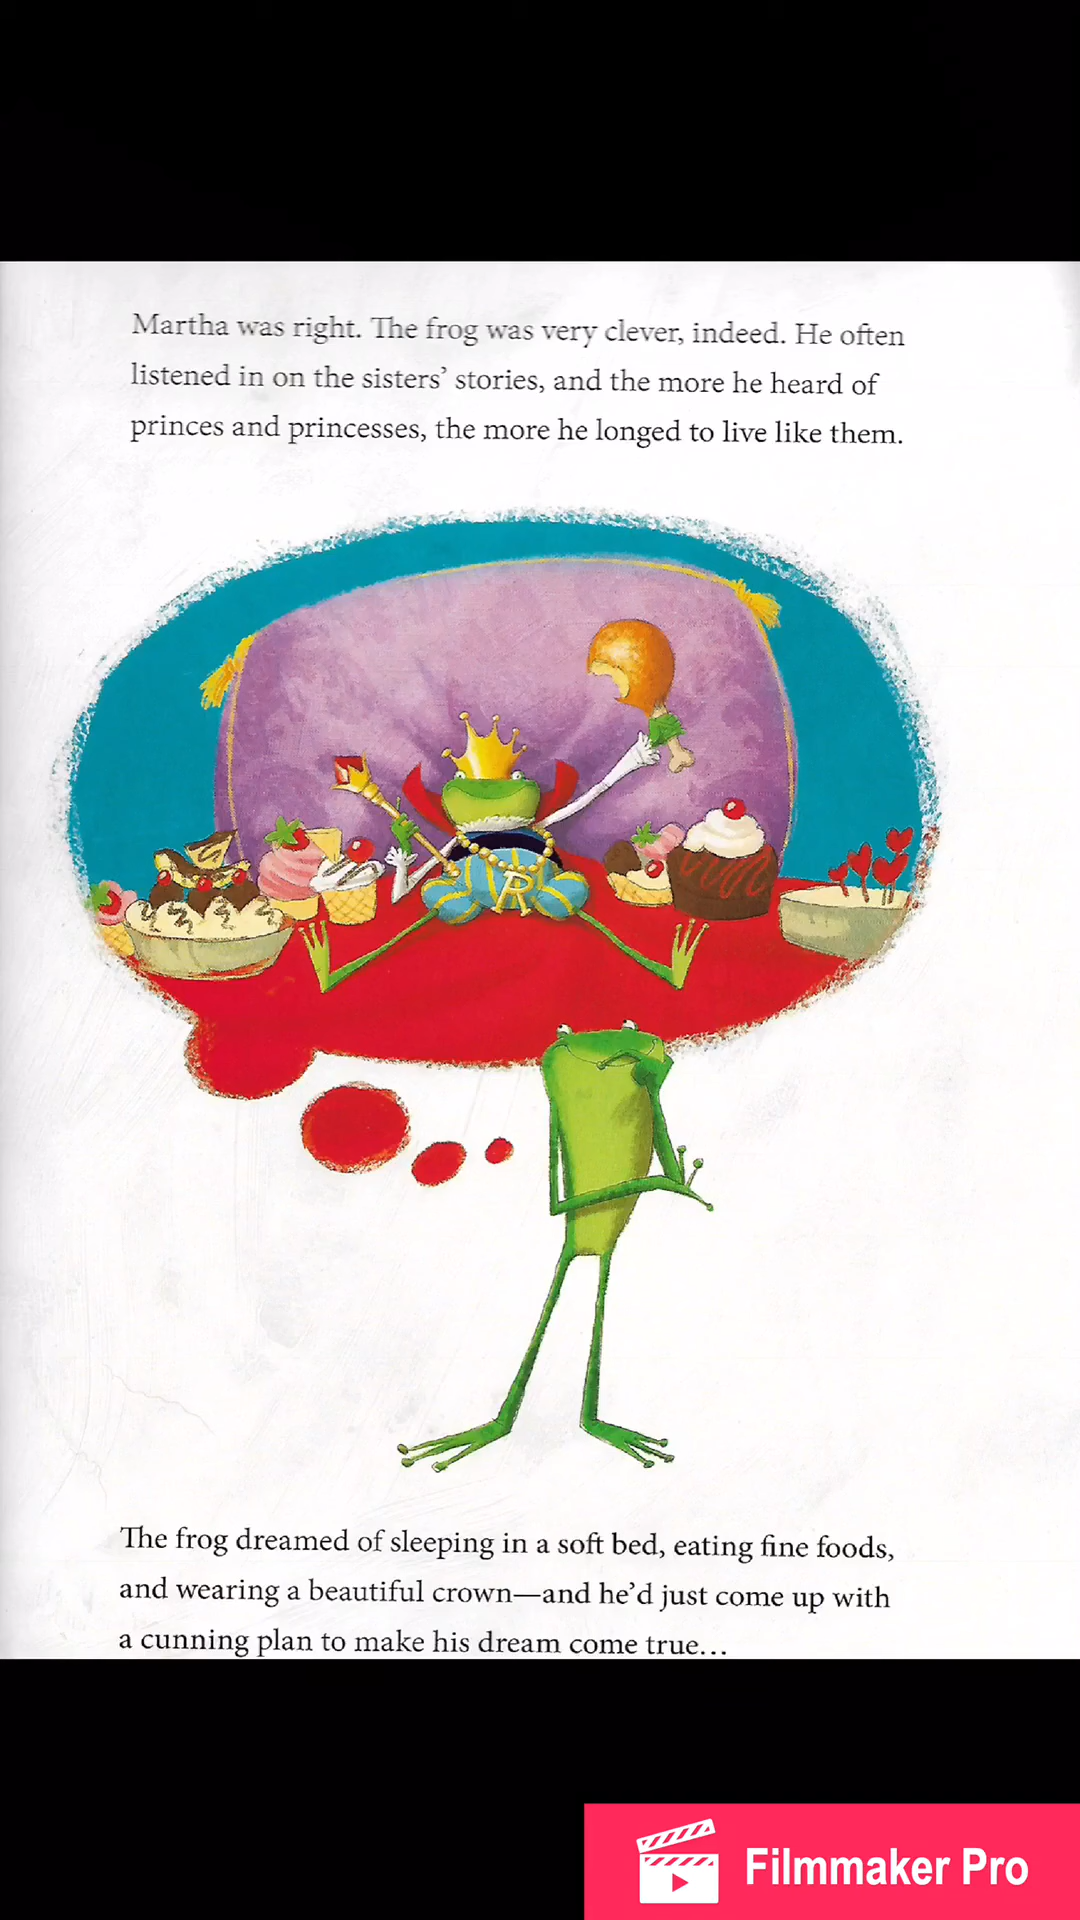 Martha was right. The frog was very clever, indeed. He often
listened in on the sisters’ stories, and the more he heard of
princes and princesses, the more he longed to live like them.
R
The frog dreamed of sleeping in a soft bed, eating fine foods,
and wearing a beautiful crown—and he’d just come up with
a cunning plan to make his dream come true…
Filmmaker Pro